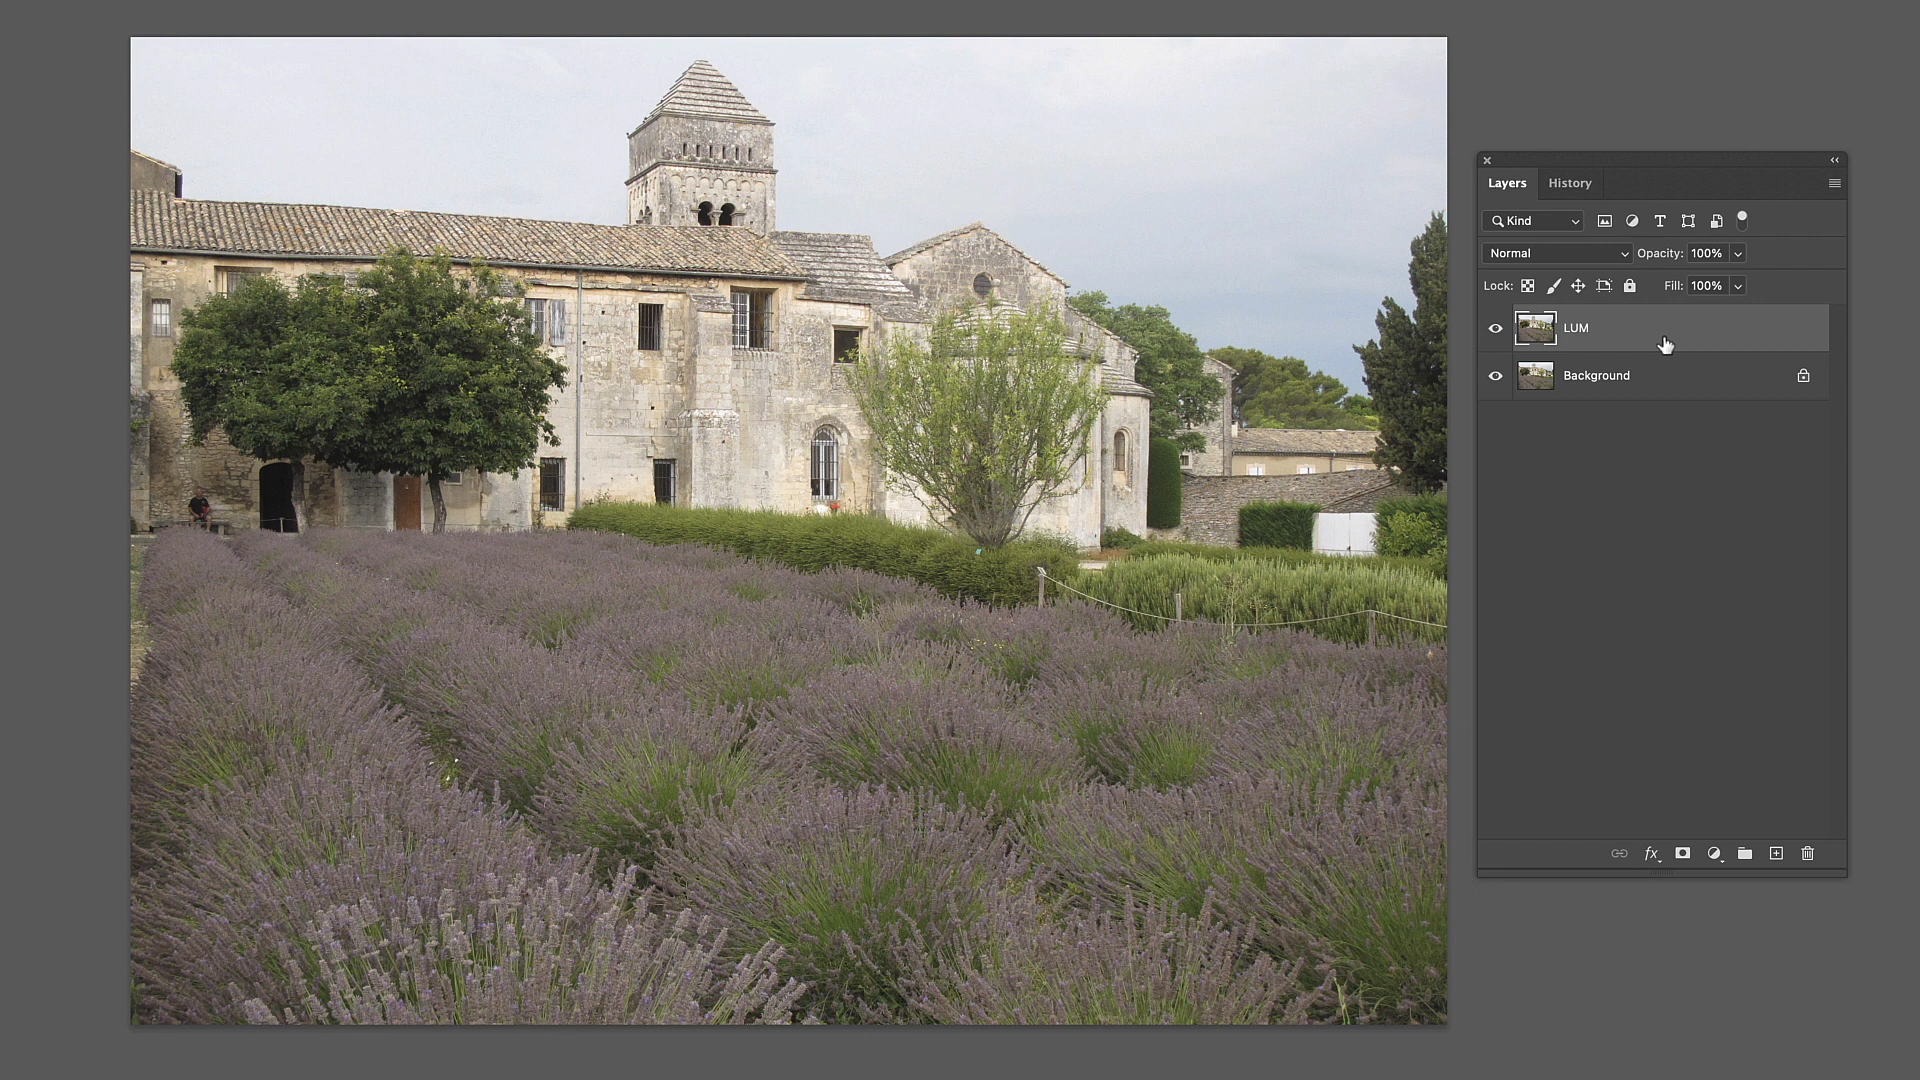 Layers History
Kind
Normal Opacity: 100%
Lock: Fill: 100%
LUM
Background
fx